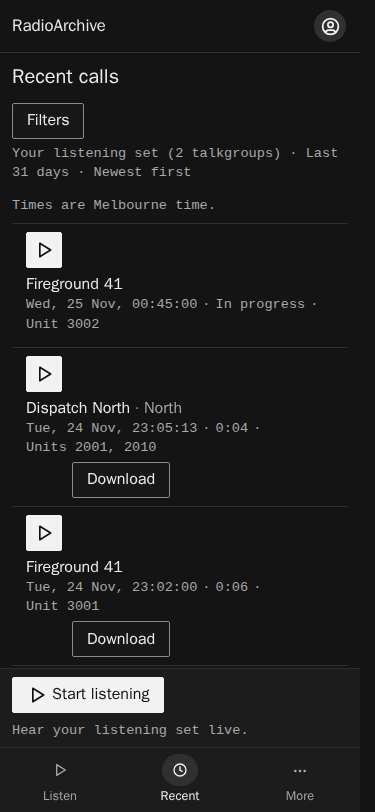 RadioArchive
Recent calls
Filters
Your listening set (2 talkgroups) · Last
31 days · Newest first
Times are Melbourne time.
Fireground 41
Wed, 25 Nov, 00:45:00 · In progress ·
Unit 3002
Dispatch North · North
Tue, 24 Nov, 23:05:13 · 0:04 ·
Units 2001, 2010
Download
Fireground 41
Tue, 24 Nov, 23:02:00 · 0:06 ·
Unit 3001
Download
Start listening
Hear your listening set live.
Listen
Recent
More